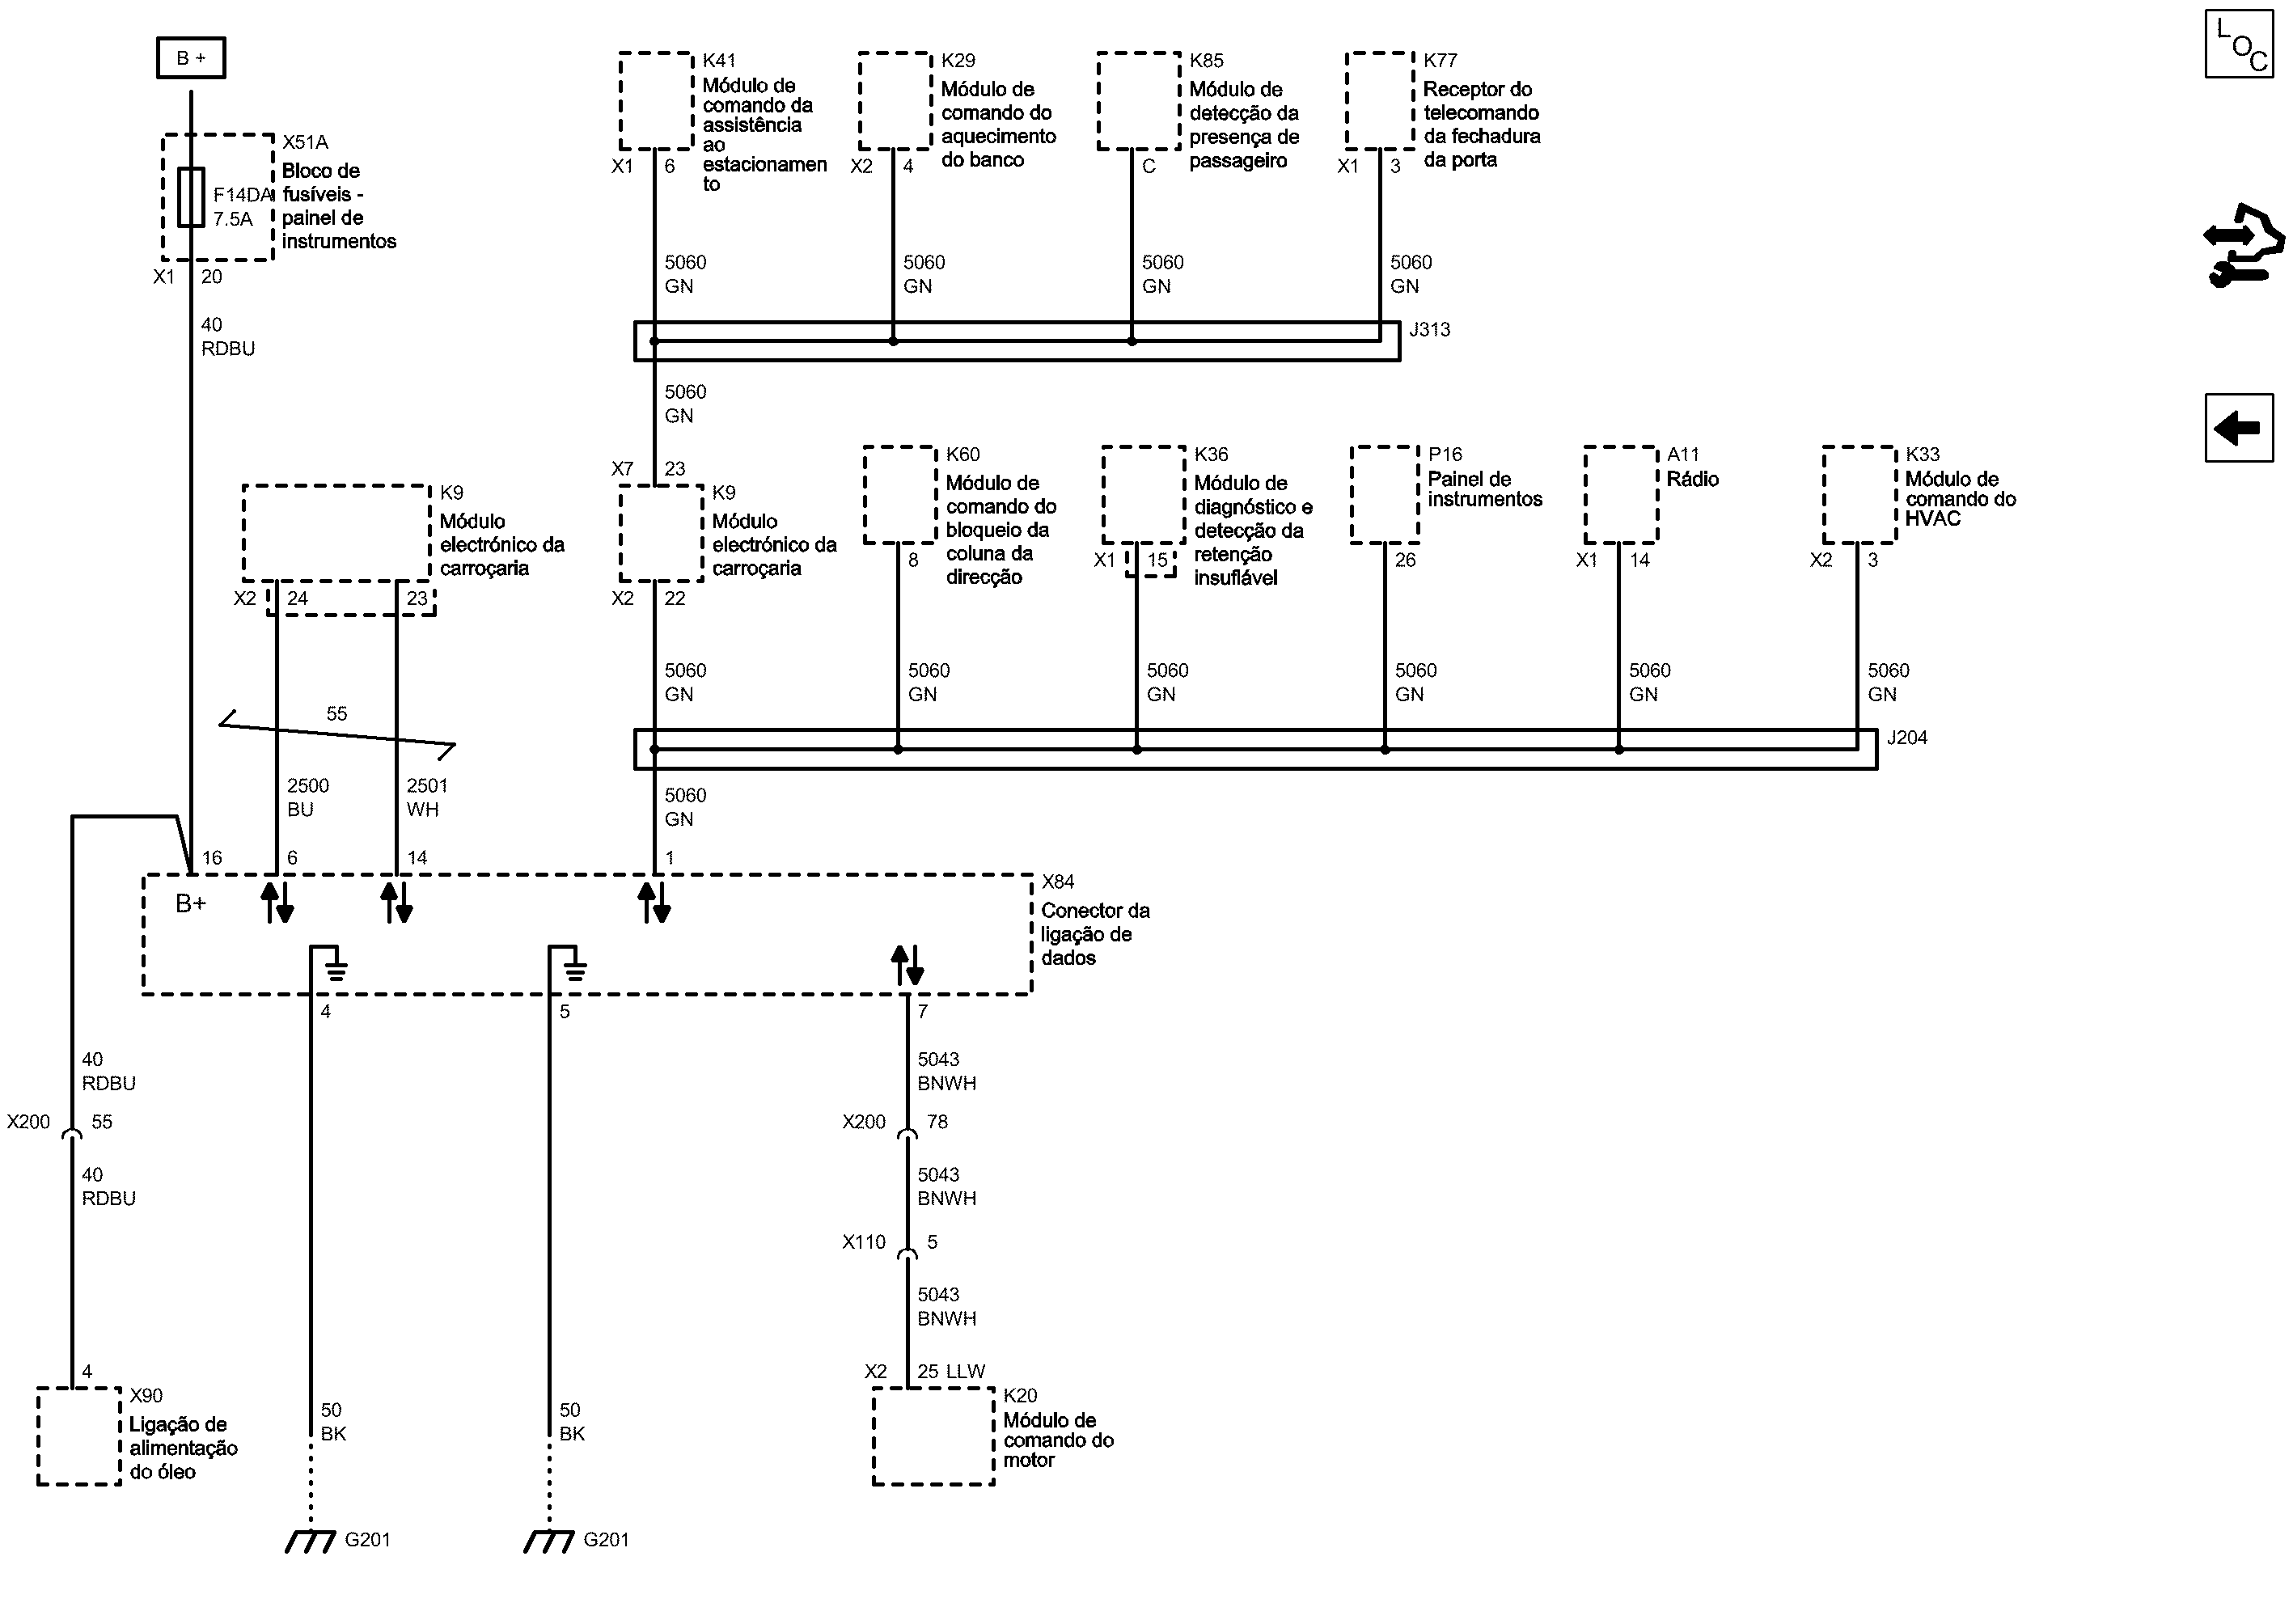 B +
X51A
Bloco de
fusíveis -
painel de
instrumentos
F14DA
7.5A
X1 20
40
RDBU
K41
Módulo de
comando da
assistência
ao
estacionamen
to
X1 6
K29
Módulo de
comando do
aquecimento
do banco
X2 4
K85
Módulo de
detecção da
presença de
passageiro
C
K77
Receptor do
telecomando
da fechadura
da porta
X1 3
LOC
5060
GN
5060
GN
5060
GN
5060
GN
J313
5060
GN
X7 23
K9
Módulo
electrónico da
carroçaria
X2 24 23
K9
Módulo
electrónico da
carroçaria
X2 22
K60
Módulo de
comando do
bloqueio da
coluna da
direcção
8
K36
Módulo de
diagnóstico e
detecção da
retenção
insuflável
X1 15
P16
Painel de
instrumentos
26
A11
Rádio
X1 14
K33
Módulo de
comando do
HVAC
X2 3
5060
GN
5060
GN
5060
GN
5060
GN
5060
GN
5060
GN
J204
55
2500
BU
2501
WH
5060
GN
16 6 14 1
B+
X84
Conector da
ligação de
dados
4 5 7
40
RDBU
X200 55
40
RDBU
4
X90
Ligação de
alimentação
do óleo
50
BK
G201
50
BK
G201
5043
BNWH
X200 78
5043
BNWH
X110 5
5043
BNWH
X2 25 LLW
K20
Módulo de
comando do
motor